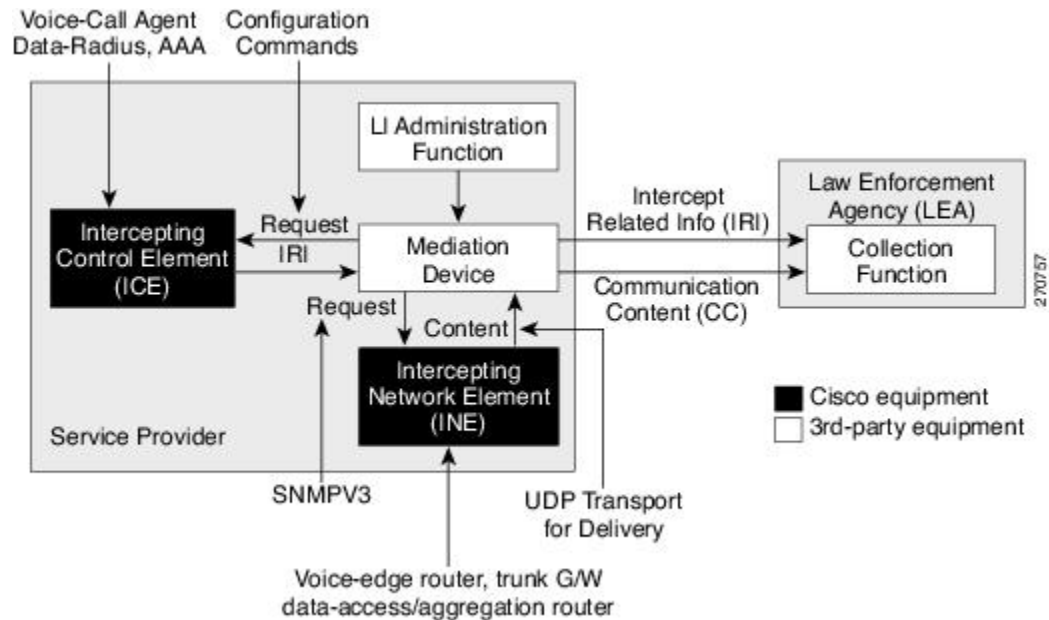 Voice-Call Agent
Data-Radius, AAA
Configuration
Commands
LI Administration
Function
Intercepting
Control Element
(ICE)
Request
IRI
Mediation
Device
Intercept
Related Info (IRI)
Communication
Content (CC)
Law Enforcement
Agency (LEA)
Collection
Function
270757
Request
Content
Intercepting
Network Element
(INE)
Service Provider
Cisco equipment
3rd-party equipment
SNMPV3
UDP Transport
for Delivery
Voice-edge router, trunk G/W
data-access/aggregation router